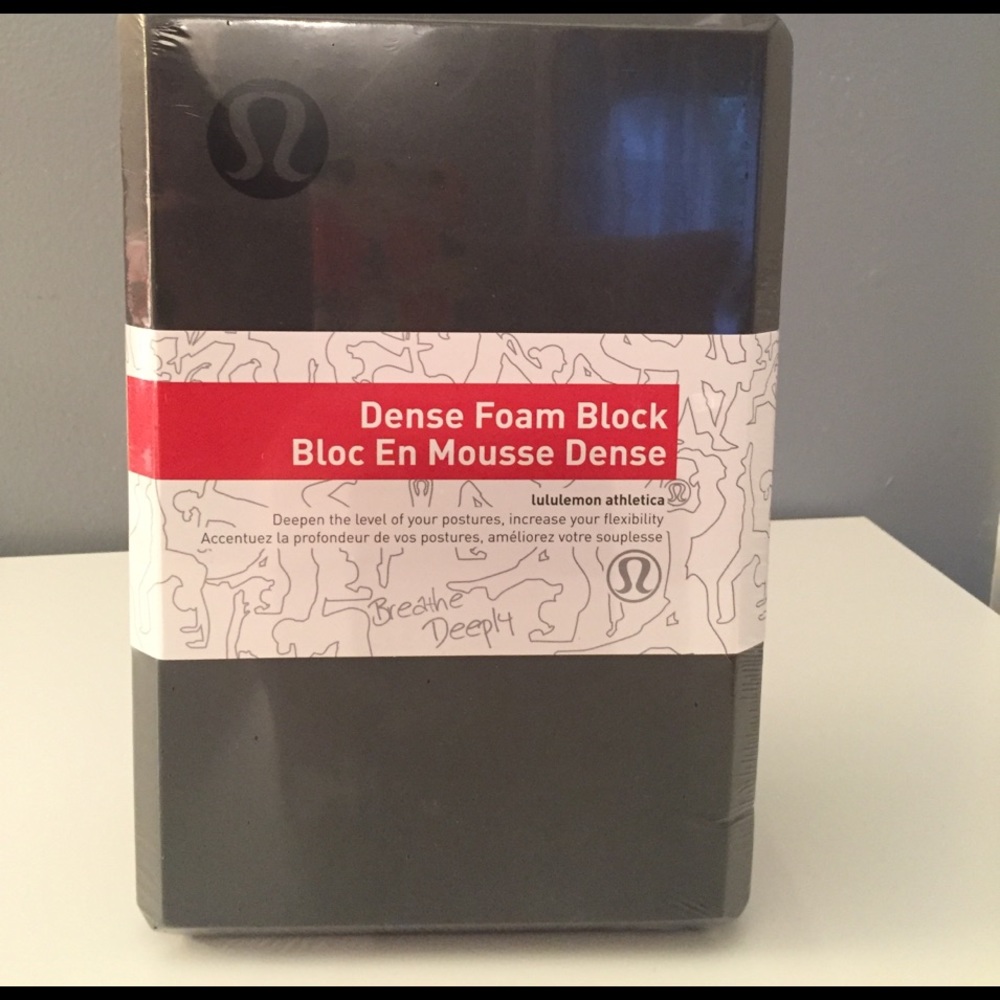 Dense Foam Block
Bloc En Mousse Dense
lululemon athletica
Deepen the level of your postures, increase your flexibility
Accentuez la profondeur de vos postures, améliorez votre souplesse
Breathe
Deeply